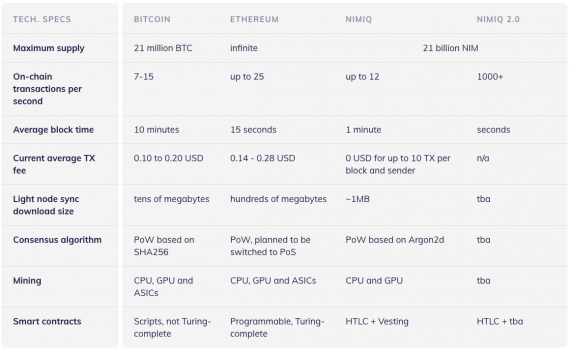 TECH. SPECS BITCOIN ETHEREUM NIMIQ NIMIQ 2.0
Maximum supply 21 million BTC infinite 21 billion NIM
On-chain 7-15 up to 25 up to 12 1000+
transactions per
second
Average block time 10 minutes 15 seconds 1 minute seconds
Current average TX 0.10 to 0.20 USD 0.14 - 0.28 USD 0 USD for up to 10 TX per n/a
fee block and sender
Light node sync tens of megabytes hundreds of megabytes ~1MB tba
download size
Consensus algorithm PoW based on PoW, planned to be PoW based on Argon2d tba
SHA256 switched to PoS
Mining CPU, GPU and CPU, GPU and ASICs CPU and GPU tba
ASICs
Smart contracts Scripts, not Turing- Programmable, Turing- HTLC + Vesting HTLC + tba
complete complete